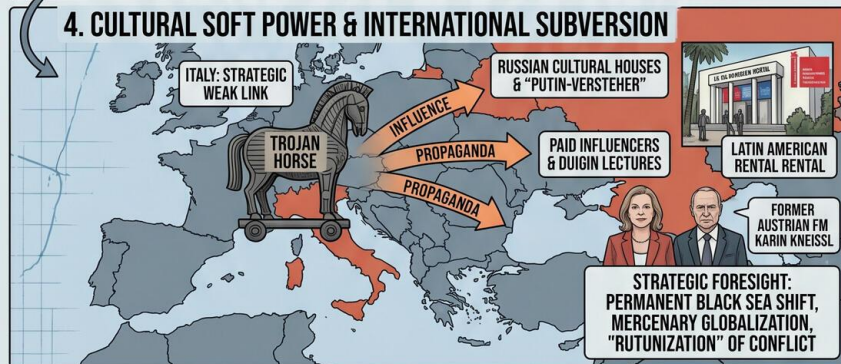 4. CULTURAL SOFT POWER & INTERNATIONAL SUBVERSION
ITALY: STRATEGIC
WEAK LINK
TROJAN
HORSE
INFLUENCE
PROPAGANDA
PROPAGANDA
RUSSIAN CULTURAL HOUSES
& "PUTIN-VERSTEHER"
PAID INFLUENCERS
& DUIGIN LECTURES
LATIN AMERICAN
RENTAL RENTAL
FORMER
AUSTRIAN FM
KARIN KNEISSL
STRATEGIC FORESIGHT:
PERMANENT BLACK SEA SHIFT,
MERCENARY GLOBALIZATION,
"RUTUNIZATION" OF CONFLICT